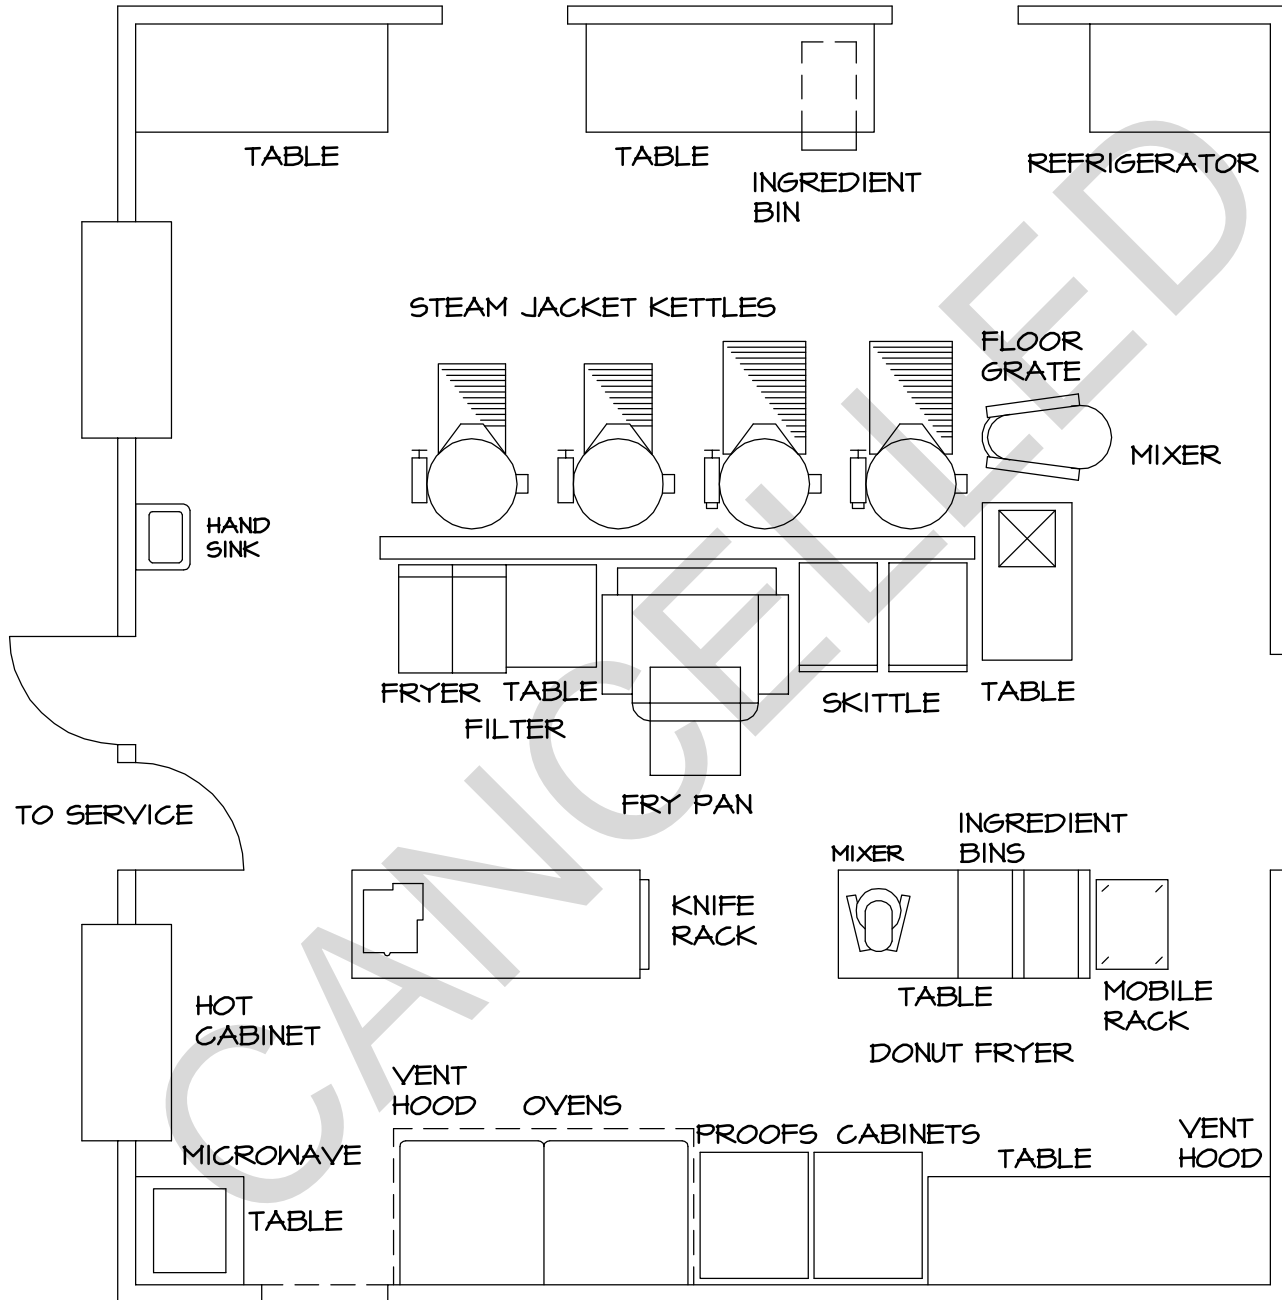 TABLE
TABLE
INGREDIENT
BIN
REFRIGERATOR
STEAM JACKET KETTLES
FLOOR
GRATE
MIXER
HAND
SINK
FRYER
TABLE
FILTER
SKITTLE
TABLE
FRY PAN
TO SERVICE
MIXER
INGREDIENT
BINS
KNIFE
RACK
TABLE
MOBILE
RACK
HOT
CABINET
DONUT FRYER
VENT
HOOD
OVENS
PROOFS CABINETS
TABLE
VENT
HOOD
MICROWAVE
TABLE
CANCELLED